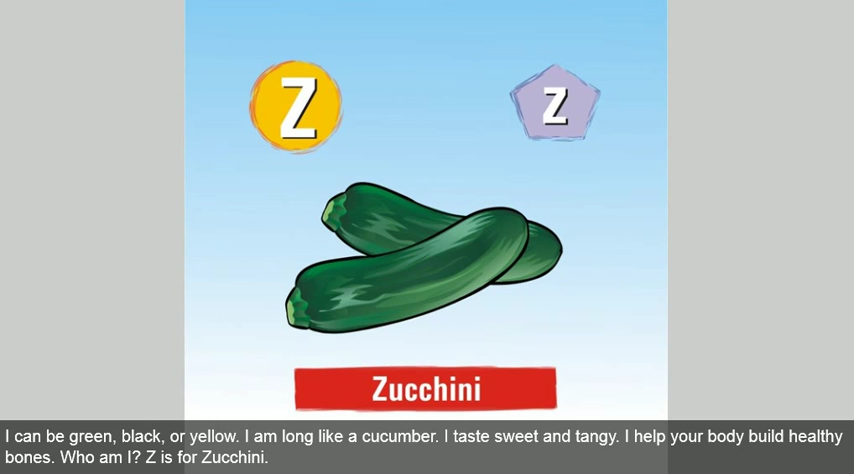 Z
z
Zucchini
I can be green, black, or yellow. I am long like a cucumber. I taste sweet and tangy. I help your body build healthy
bones. Who am I? Z is for Zucchini.